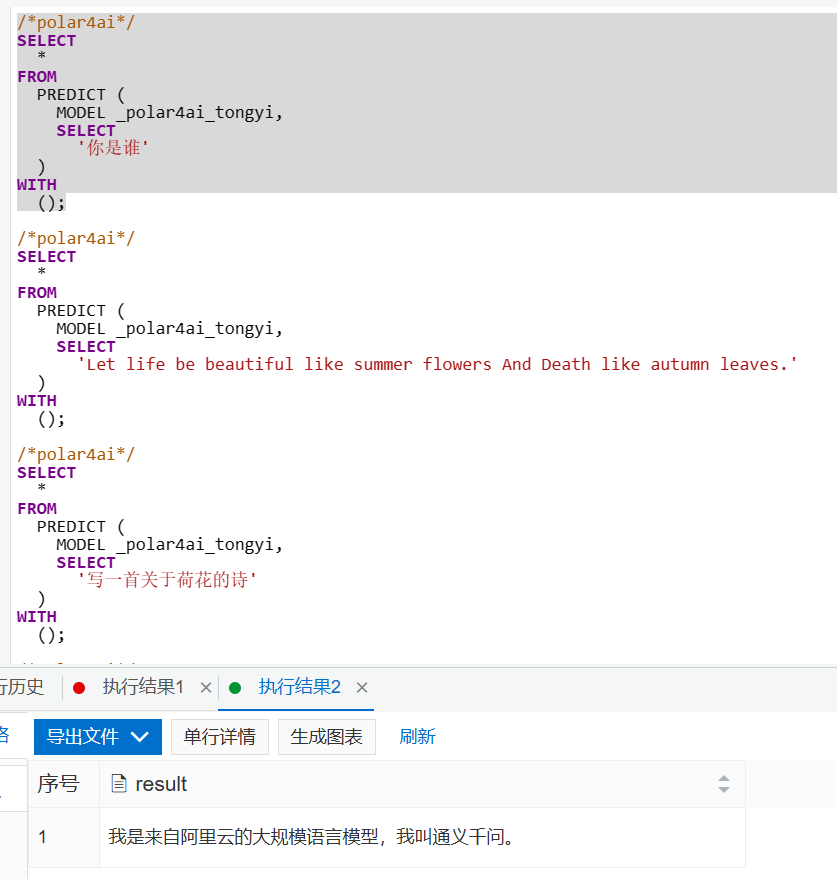 /*polar4ai*/
SELECT
*
FROM
PREDICT (
MODEL _polar4ai_tongyi,
SELECT
'你是谁'
)
WITH
();
/*polar4ai*/
SELECT
*
FROM
PREDICT (
MODEL _polar4ai_tongyi,
SELECT
'Let life be beautiful like summer flowers And Death like autumn leaves.'
)
WITH
();
/*polar4ai*/
SELECT
*
FROM
PREDICT (
MODEL _polar4ai_tongyi,
SELECT
'写一首关于荷花的诗'
)
WITH
();
行历史 执行结果1 × 执行结果2 ×
导出文件 单行详情 生成图表 刷新
序号 result
1 我是来自阿里云的大规模语言模型，我叫通义千问。